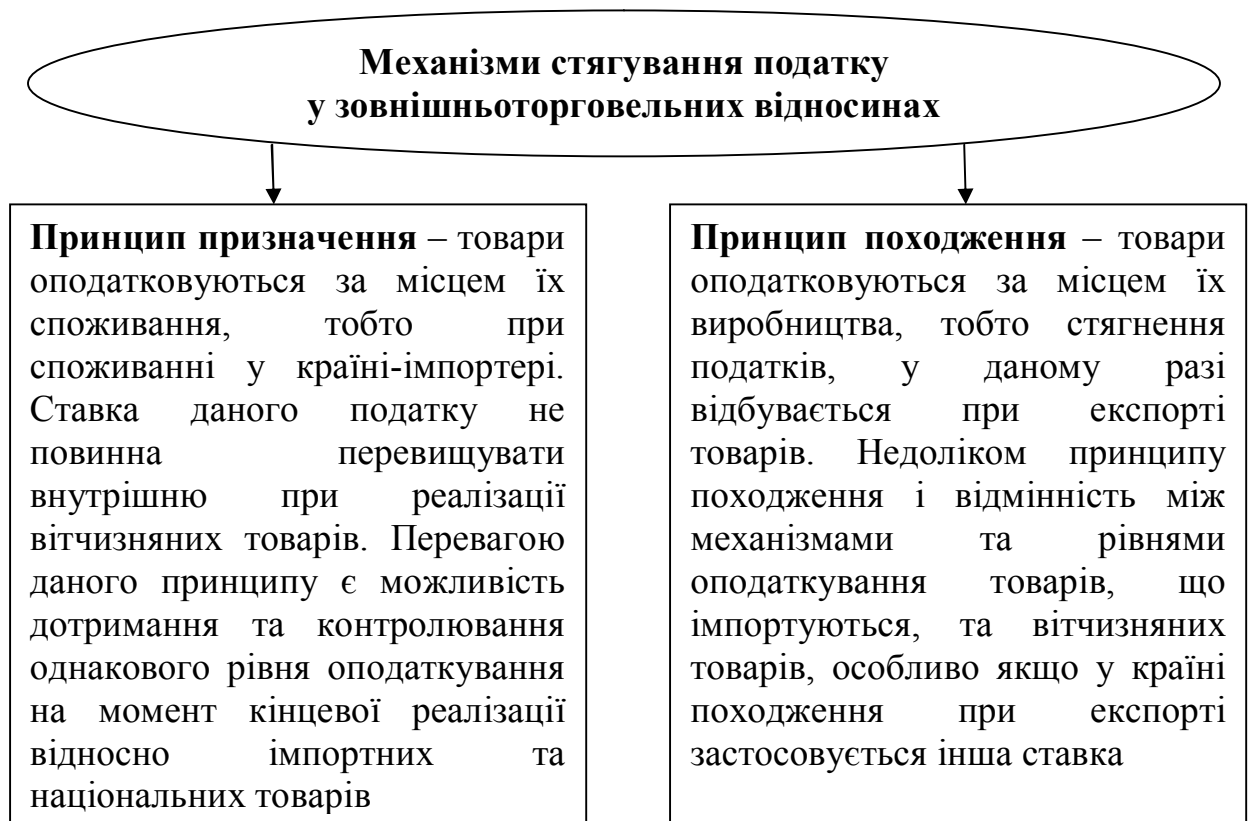 Механізми стягування податку
у зовнішньоторговельних відносинах
Принцип призначення – товари
оподатковуються за місцем їх
споживання, тобто при
споживанні у країні-імпортері.
Ставка даного податку не
повинна перевищувати
внутрішню при реалізації
вітчизняних товарів. Перевагою
даного принципу є можливість
дотримання та контролювання
однакового рівня оподаткування
на момент кінцевої реалізації
відносно імпортних та
національних товарів
Принцип походження – товари
оподатковуються за місцем їх
виробництва, тобто стягнення
податків, у даному разі
відбувається при експорті
товарів. Недоліком принципу
походження і відмінність між
механізмами та рівнями
оподаткування товарів, що
імпортуються, та вітчизняних
товарів, особливо якщо у країні
походження при експорті
застосовується інша ставка